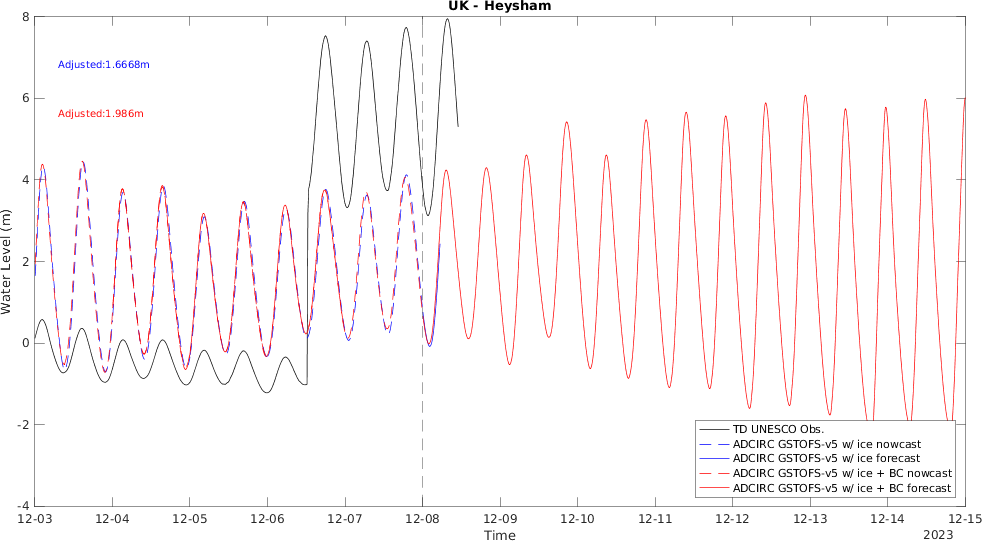 UK - Heysham
Adjusted:1.6668m
Adjusted:1.986m
Water Level (m)
8
6
4
2
0
-2
-4
TD UNESCO Obs.
ADCIRC GSTOFS-v5 w/ ice nowcast
ADCIRC GSTOFS-v5 w/ ice forecast
ADCIRC GSTOFS-v5 w/ ice + BC nowcast
ADCIRC GSTOFS-v5 w/ ice + BC forecast
12-03 12-04 12-05 12-06 12-07 12-08 12-09 12-10 12-11 12-12 12-13 12-14 12-15
Time
2023